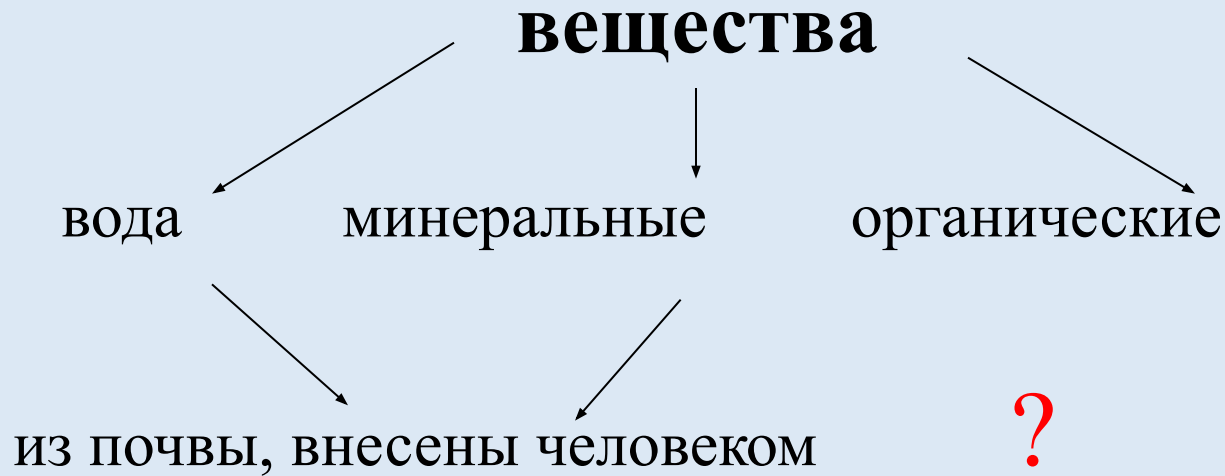 вещества
вода минеральные органические
из почвы, внесены человеком ?